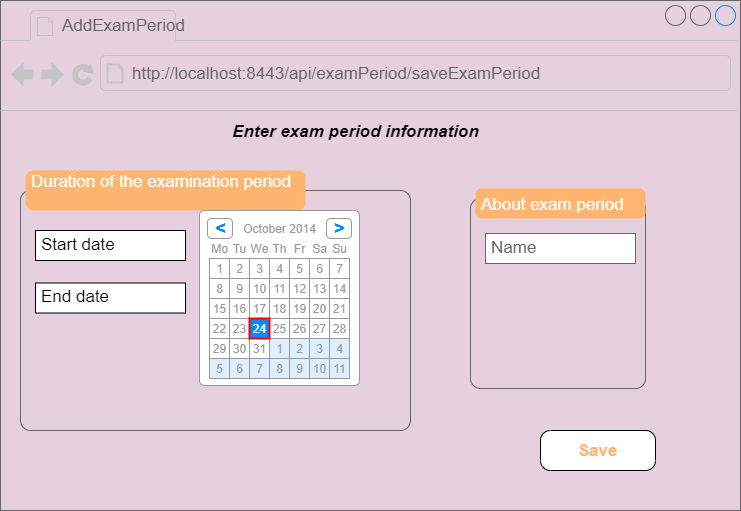 AddExamPeriod
http://localhost:8443/api/examPeriod/saveExamPeriod
Enter exam period information
Duration of the examination period
Start date
End date
< October 2014 >
Mo Tu We Th Fr Sa Su
1 2 3 4 5 6 7
8 9 10 11 12 13 14
15 16 17 18 19 20 21
22 23 24 25 26 27 28
29 30 31 1 2 3 4
5 6 7 8 9 10 11
About exam period
Name
Save